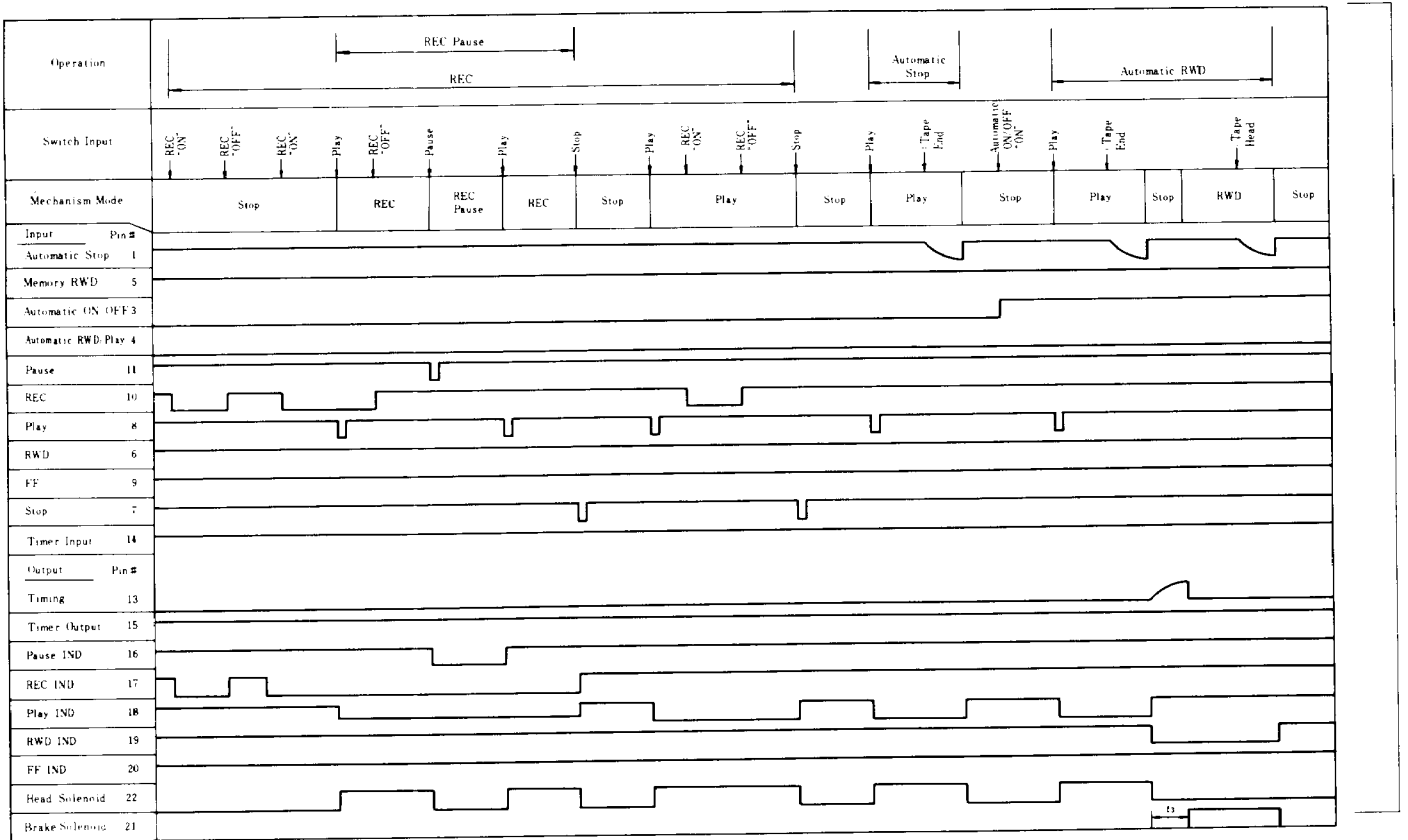 Operation
REC Pause
REC
Automatic
Stop
Automatic RWD
Switch Input
REC
"ON"
REC
"OFF"
REC
"ON"
Play
REC
"OFF"
Pause
Play
Stop
Play
REC
"ON"
REC
"OFF"
Stop
Play
Tape
End
Automatic
ON/OFF
"ON"
Play
Tape
End
Tape
Head
Mechanism Mode
Stop
REC
REC
Pause
REC
Stop
Play
Stop
Play
Stop
Play
Stop
RWD
Stop
Input Pin #
Automatic Stop 1
Memory RWD 5
Automatic ON OFF 3
Automatic RWD/Play 4
Pause 11
REC 10
Play 8
RWD 6
FF 9
Stop 7
Timer Input 14
Output Pin #
Timing 13
Timer Output 15
Pause IND 16
REC IND 17
Play IND 18
RWD IND 19
FF IND 20
Head Solenoid 22
Brake Solenoid 21